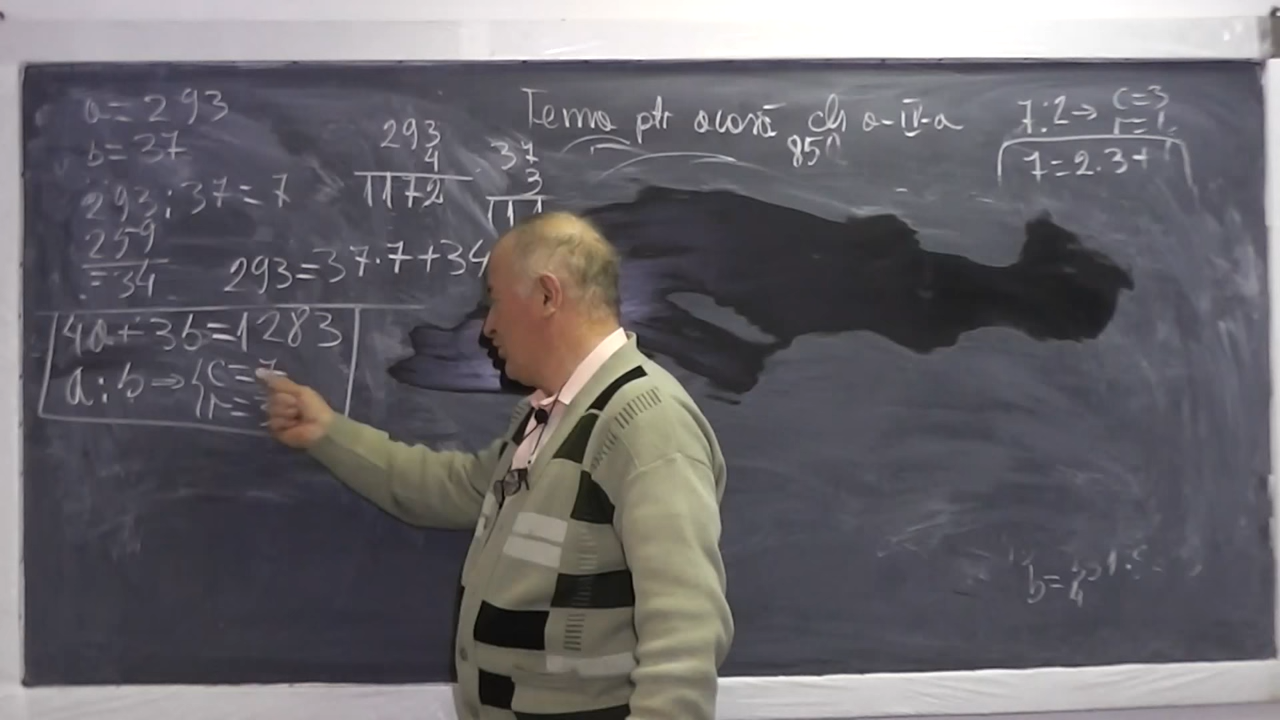 a=293
b=37
293:37=7
259
=34
293=37·7+34
4a+3b=1283
a:b⇒{c=7
r=
293
4
1172
37
3
111
Tema ptr acasă cls a-IV-a
850
7:2→ c=3
r=1
7=2·3+1
b=